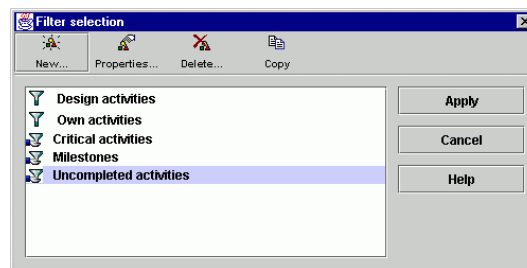 Filter selection
New... Properties... Delete... Copy
Design activities
Own activities
Critical activities
Milestones
Uncompleted activities
Apply
Cancel
Help